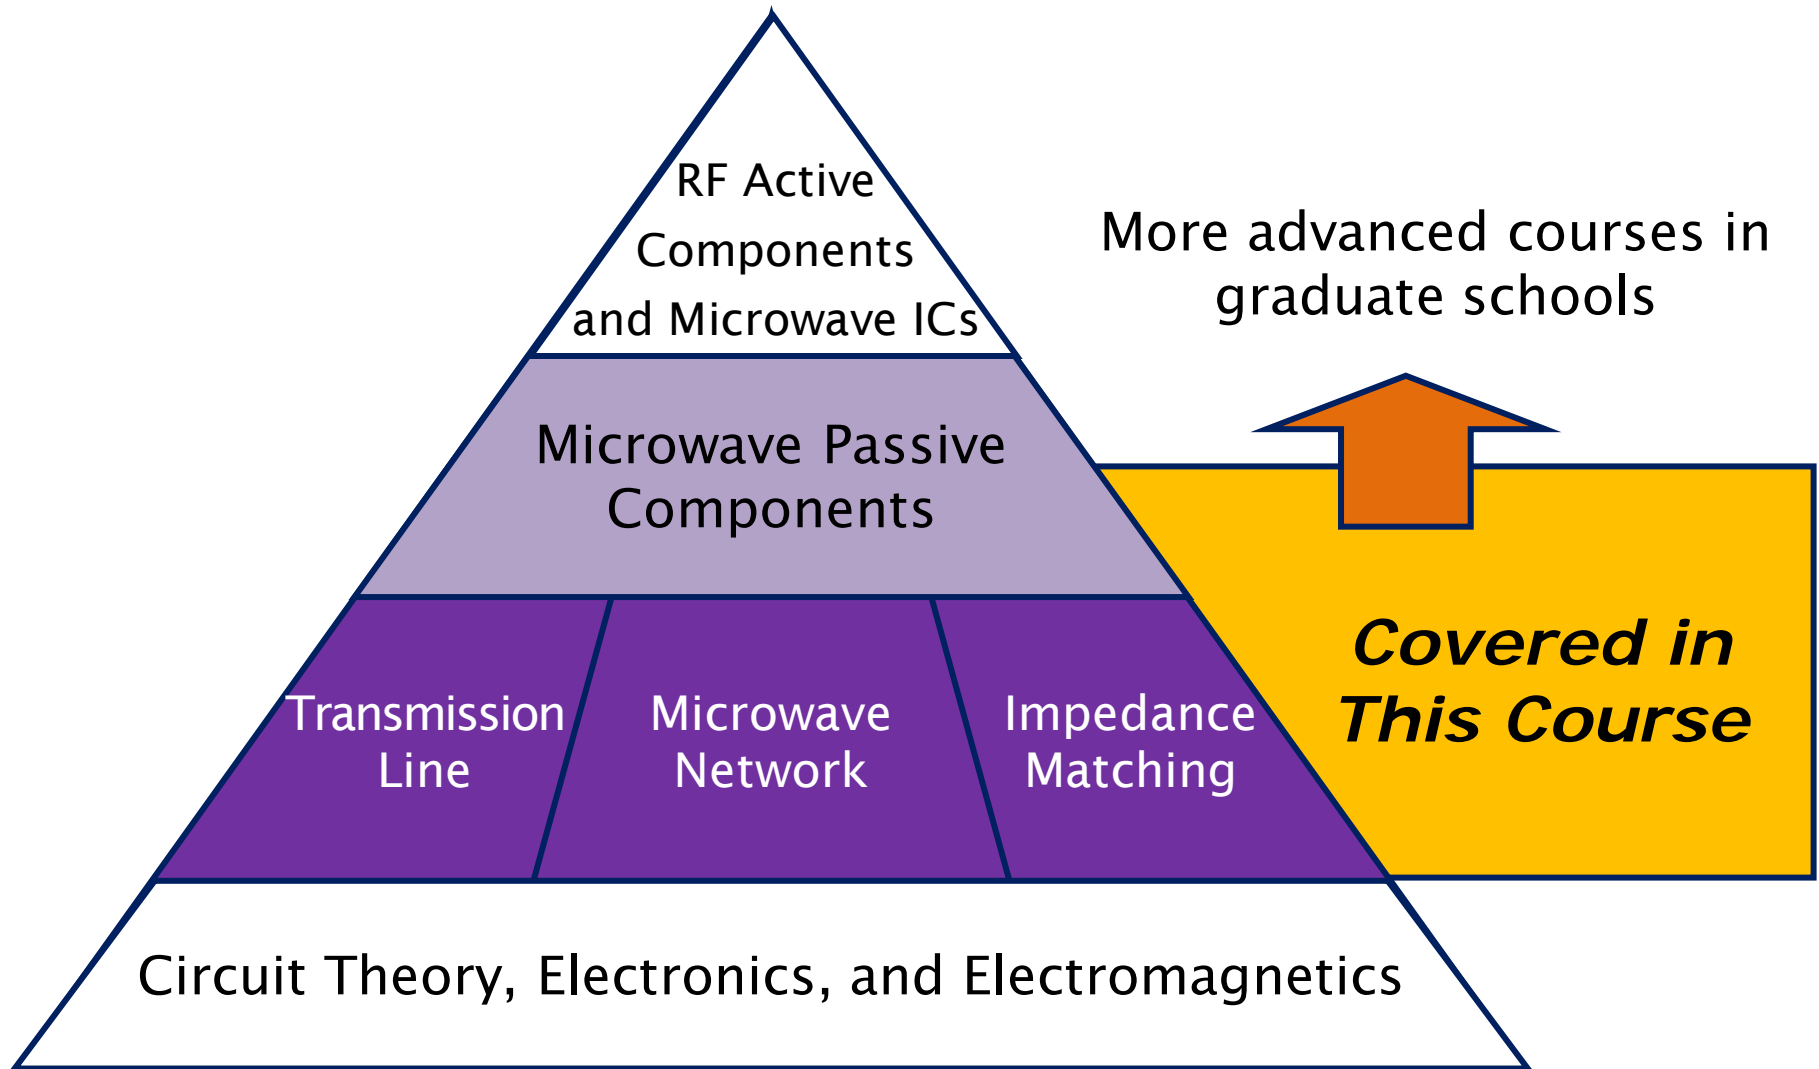 RF Active
Components
and Microwave ICs
More advanced courses in
graduate schools
Microwave Passive
Components
Covered in
This Course
Transmission
Line
Microwave
Network
Impedance
Matching
Circuit Theory, Electronics, and Electromagnetics